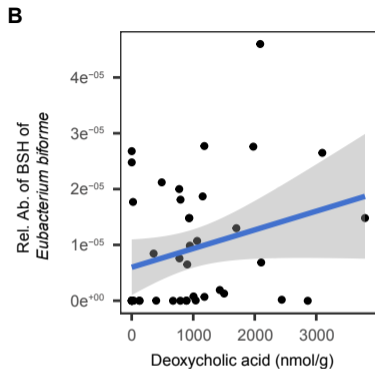 B
Rel. Ab. of BSH of
Eubacterium biforme
4e⁻⁰⁵
3e⁻⁰⁵
2e⁻⁰⁵
1e⁻⁰⁵
0e⁺⁰⁰
0 1000 2000 3000
Deoxycholic acid (nmol/g)